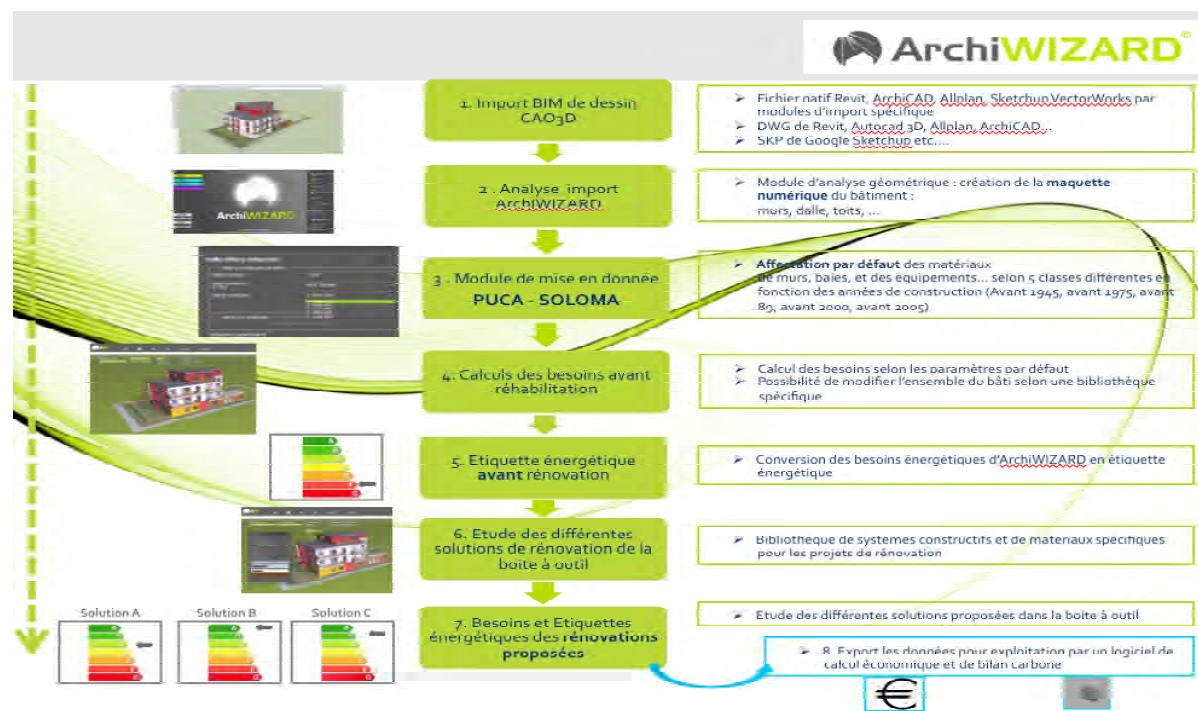 ArchiWIZARD©
1. Import BIM de dessin
CAO3D
➢ Fichier natif Revit, ArchiCAD, Allplan, Sketchup,VectorWorks par
modules d'import spécifique
➢ DWG de Revit, Autocad 3D, Allplan, ArchiCAD...
➢ SKP de Google Sketchup etc....
2 . Analyse import
ArchiWIZARD
ArchiWIZARD
➢ Module d'analyse géométrique : création de la maquette
numérique du bâtiment :
murs, dalle, toits, ...
3 . Module de mise en donnée
PUCA - SOLOMA
➢ Affectation par défaut des matériaux
de murs, baies, et des équipements... selon 5 classes différentes en
fonction des années de construction (Avant 1945, avant 1975, avant
89, avant 2000, avant 2005)
4. Calculs des besoins avant
réhabilitation
➢ Calcul des besoins selon les paramètres par défaut
➢ Possibilité de modifier l'ensemble du bâti selon une bibliothèque
spécifique
5. Etiquette énergétique
avant rénovation
➢ Conversion des besoins énergétiques d'ArchiWIZARD en étiquette
énergétique
6. Etude des différentes
solutions de rénovation de la
boite à outil
➢ Bibliothèque de systemes constructifs et de materiaux specifiques
pour les projets de rénovation
Solution A
Solution B
Solution C
7. Besoins et Etiquettes
énergétiques des rénovations
proposées
➢ Etude des différentes solutions proposées dans la boite à outil
➢ 8. Export les données pour exploitation par un logiciel de
calcul économique et de bilan carbone
€